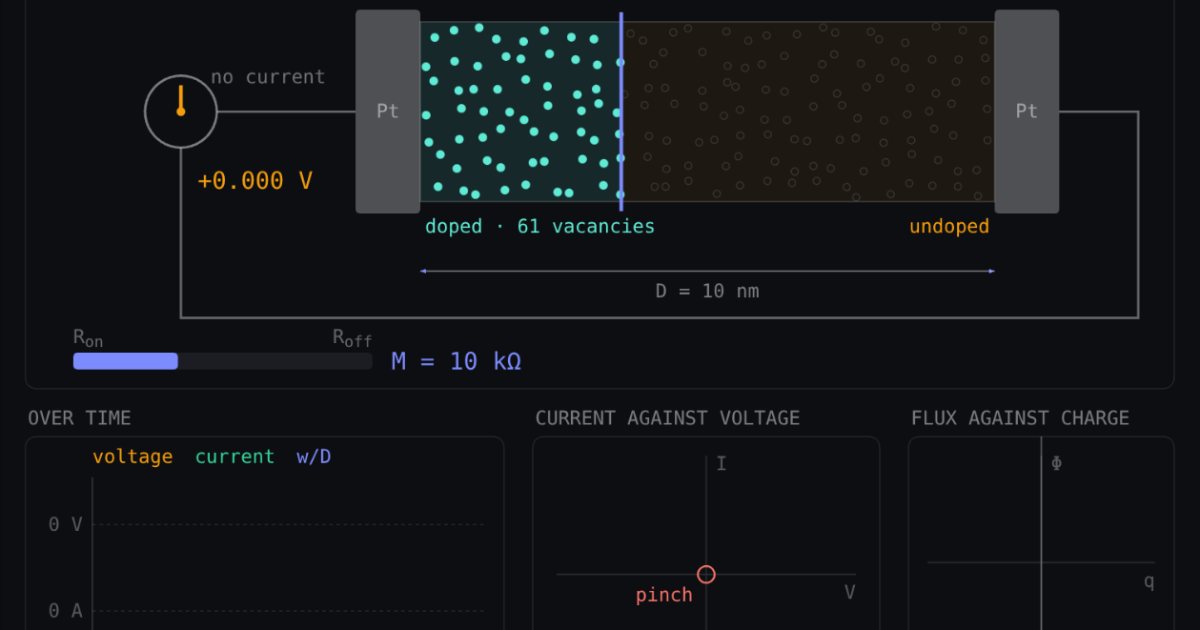 no current
Pt
Pt
+0.000 V
doped · 61 vacancies
undoped
D = 10 nm
Ron
Roff
M = 10 kΩ
OVER TIME
CURRENT AGAINST VOLTAGE
FLUX AGAINST CHARGE
voltage current w/D
I
Φ
0 V
pinch
V
q
0 A